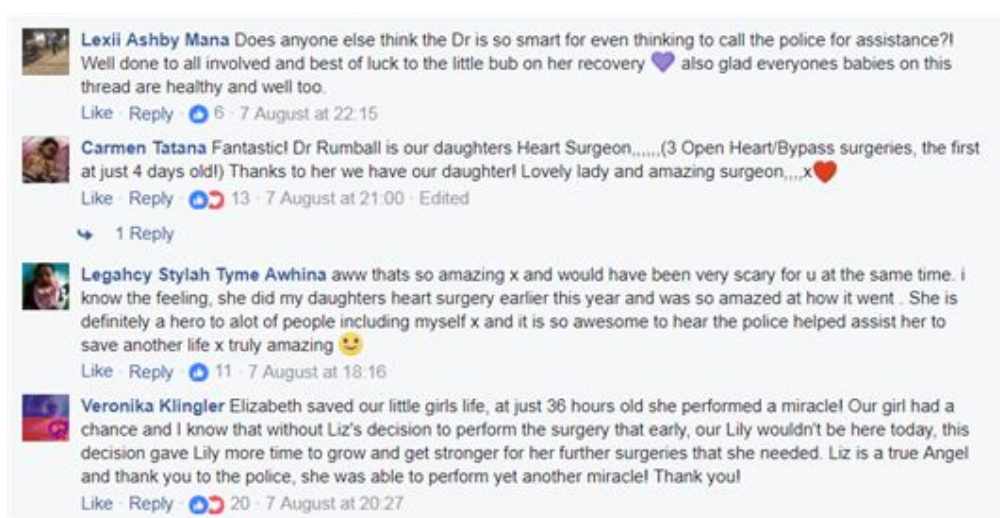 Lexii Ashby Mana Does anyone else think the Dr is so smart for even thinking to call the police for assistance?!
Well done to all involved and best of luck to the little bub on her recovery 💜 also glad everyones babies on this
thread are healthy and well too.
Like · Reply · 6 · 7 August at 22:15
Carmen Tatana Fantastic! Dr Rumball is our daughters Heart Surgeon,,,,,,(3 Open Heart/Bypass surgeries, the first
at just 4 days old!) Thanks to her we have our daughter! Lovely lady and amazing surgeon,,,,x❤
Like · Reply · 13 · 7 August at 21:00 · Edited
1 Reply
Legahcy Stylah Tyme Awhina aww thats so amazing x and would have been very scary for u at the same time. i
know the feeling, she did my daughters heart surgery earlier this year and was so amazed at how it went . She is
definitely a hero to alot of people including myself x and it is so awesome to hear the police helped assist her to
save another life x truly amazing 🙂
Like · Reply · 11 · 7 August at 18:16
Veronika Klingler Elizabeth saved our little girls life, at just 36 hours old she performed a miracle! Our girl had a
chance and I know that without Liz's decision to perform the surgery that early, our Lily wouldn't be here today, this
decision gave Lily more time to grow and get stronger for her further surgeries that she needed. Liz is a true Angel
and thank you to the police, she was able to perform yet another miracle! Thank you!
Like · Reply · 20 · 7 August at 20:27